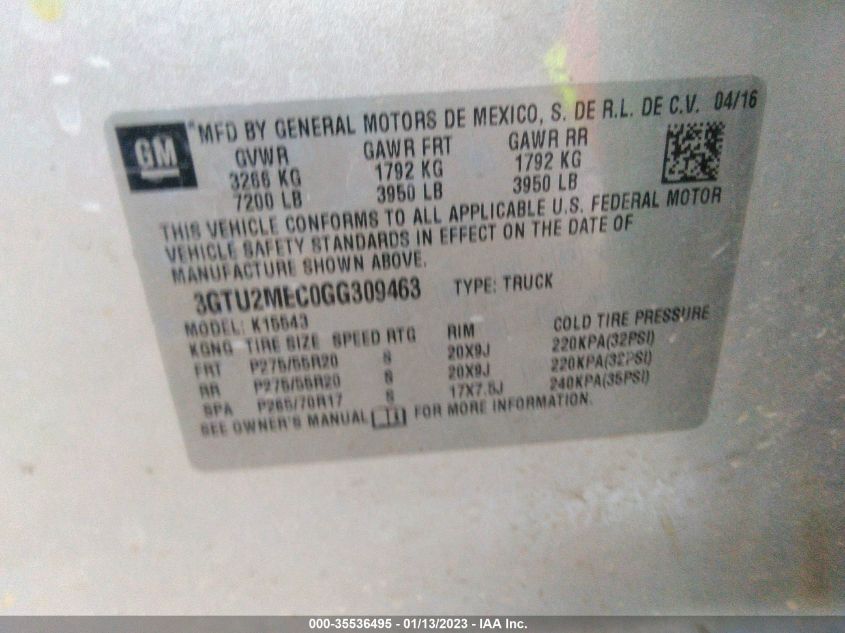 GM
*MFD BY GENERAL MOTORS DE MEXICO, S. DE R.L. DE C.V. 04/16
GVWR GAWR FRT GAWR RR
3266 KG 1792 KG 1792 KG
7200 LB 3950 LB 3950 LB
THIS VEHICLE CONFORMS TO ALL APPLICABLE U.S. FEDERAL MOTOR
VEHICLE SAFETY STANDARDS IN EFFECT ON THE DATE OF
MANUFACTURE SHOWN ABOVE.
3GTU2MEC0GG309463 TYPE: TRUCK
MODEL: K15543
KGNG TIRE SIZE SPEED RTG RIM COLD TIRE PRESSURE
FRT P275/55R20 S 20X9J 220KPA(32PSI)
RR P275/55R20 S 20X9J 220KPA(32PSI)
SPA P265/70R17 S 17X7.5J 240KPA(35PSI)
SEE OWNER'S MANUAL FOR MORE INFORMATION.
000-35536495 - 01/13/2023 - IAA Inc.